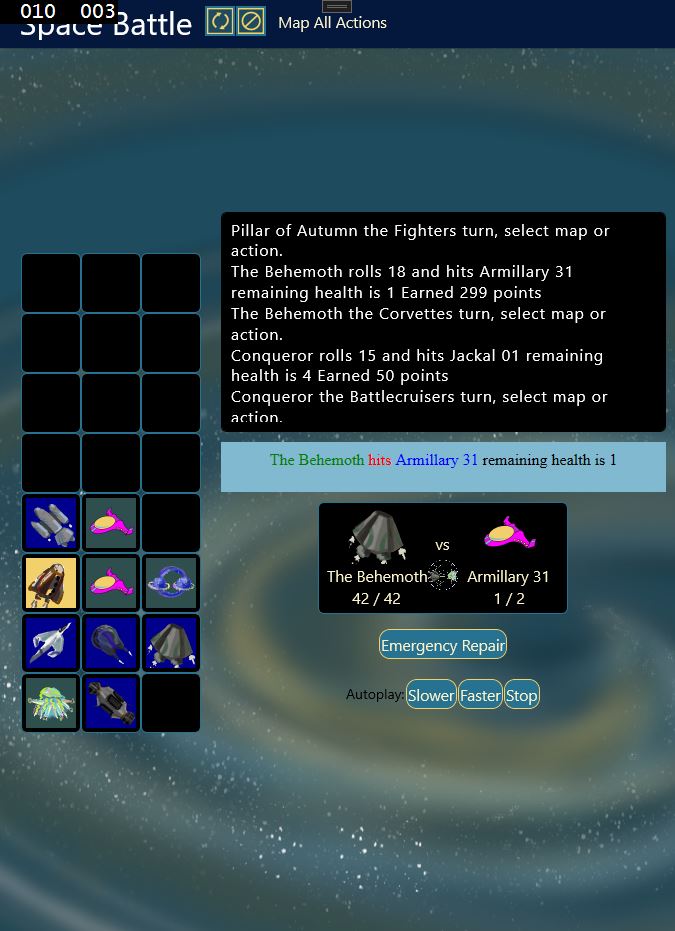 010 003
Space Battle
Map All Actions
Pillar of Autumn the Fighters turn, select map or
action.
The Behemoth rolls 18 and hits Armillary 31
remaining health is 1 Earned 299 points
The Behemoth the Corvettes turn, select map or
action.
Conqueror rolls 15 and hits Jackal 01 remaining
health is 4 Earned 50 points
Conqueror the Battlecruisers turn, select map or
action.
The Behemoth hits Armillary 31 remaining health is 1
vs
The Behemoth Armillary 31
42 / 42 1 / 2
Emergency Repair
Autoplay: Slower Faster Stop